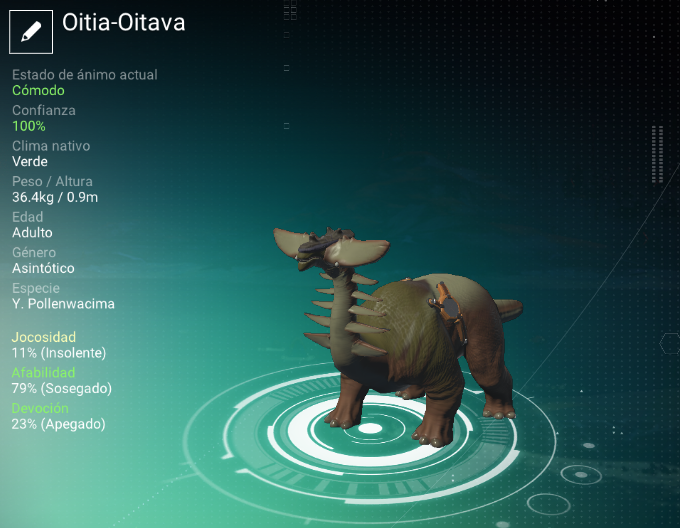 Oitia-Oitava
Estado de ánimo actual
Cómodo
Confianza
100%
Clima nativo
Verde
Peso / Altura
36.4kg / 0.9m
Edad
Adulto
Género
Asintótico
Especie
Y. Pollenwacima
Jocosidad
11% (Insolente)
Afabilidad
79% (Sosegado)
Devoción
23% (Apegado)